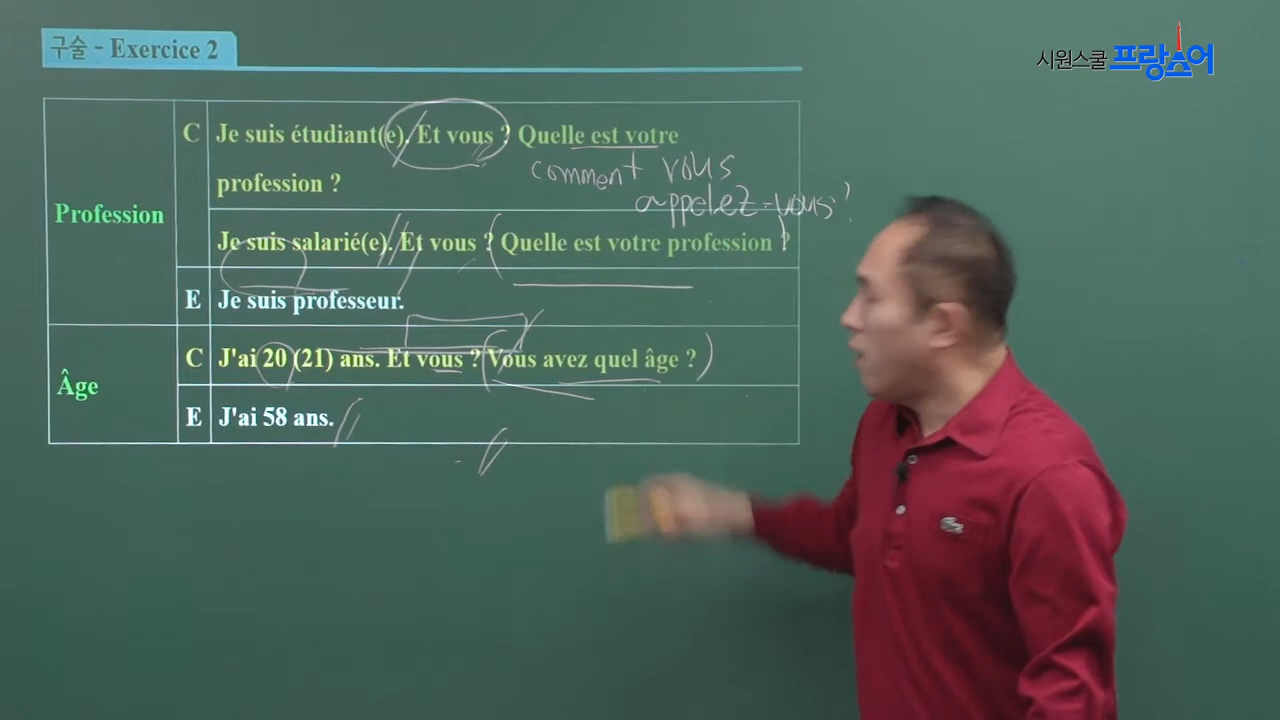 구술 - Exercice 2
시원스쿨 프랑스어
Profession
C
Je suis étudiant(e). Et vous ? Quelle est votre
profession ?
comment vous
appelez-vous?
Je suis salarié(e). Et vous ? Quelle est votre profession ?
E
Je suis professeur.
Âge
C
J'ai 20 (21) ans. Et vous ? Vous avez quel âge ?
E
J'ai 58 ans.